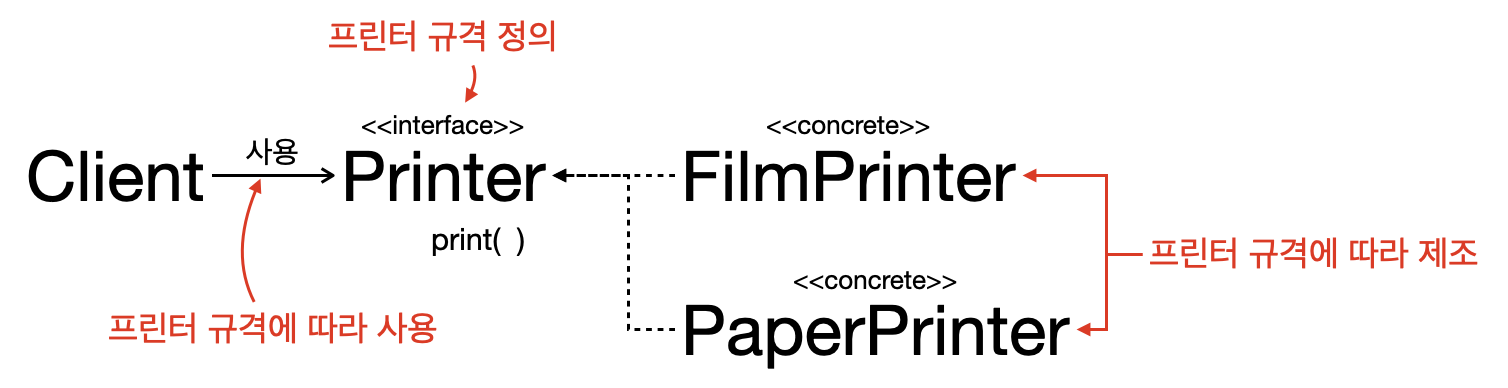 프린터 규격 정의
<<interface>>
<<concrete>>
Client
사용
Printer
FilmPrinter
print( )
프린터 규격에 따라 제조
<<concrete>>
프린터 규격에 따라 사용
PaperPrinter